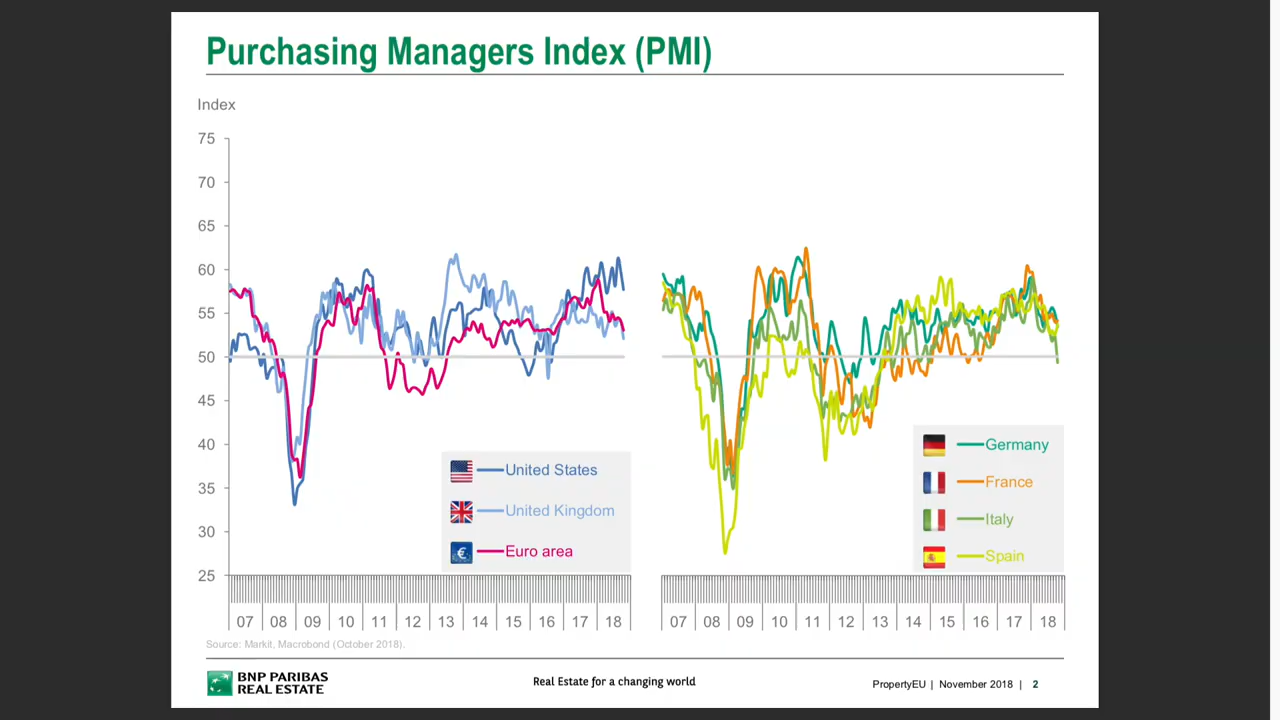 Purchasing Managers Index (PMI)
Index
75
70
65
60
55
50
45
40
35
30
25
United States
United Kingdom
€ Euro area
07 08 09 10 11 12 13 14 15 16 17 18
Germany
France
Italy
Spain
07 08 09 10 11 12 13 14 15 16 17 18
Source: Markit, Macrobond (October 2018).
BNP PARIBAS
REAL ESTATE
Real Estate for a changing world
PropertyEU | November 2018 | 2